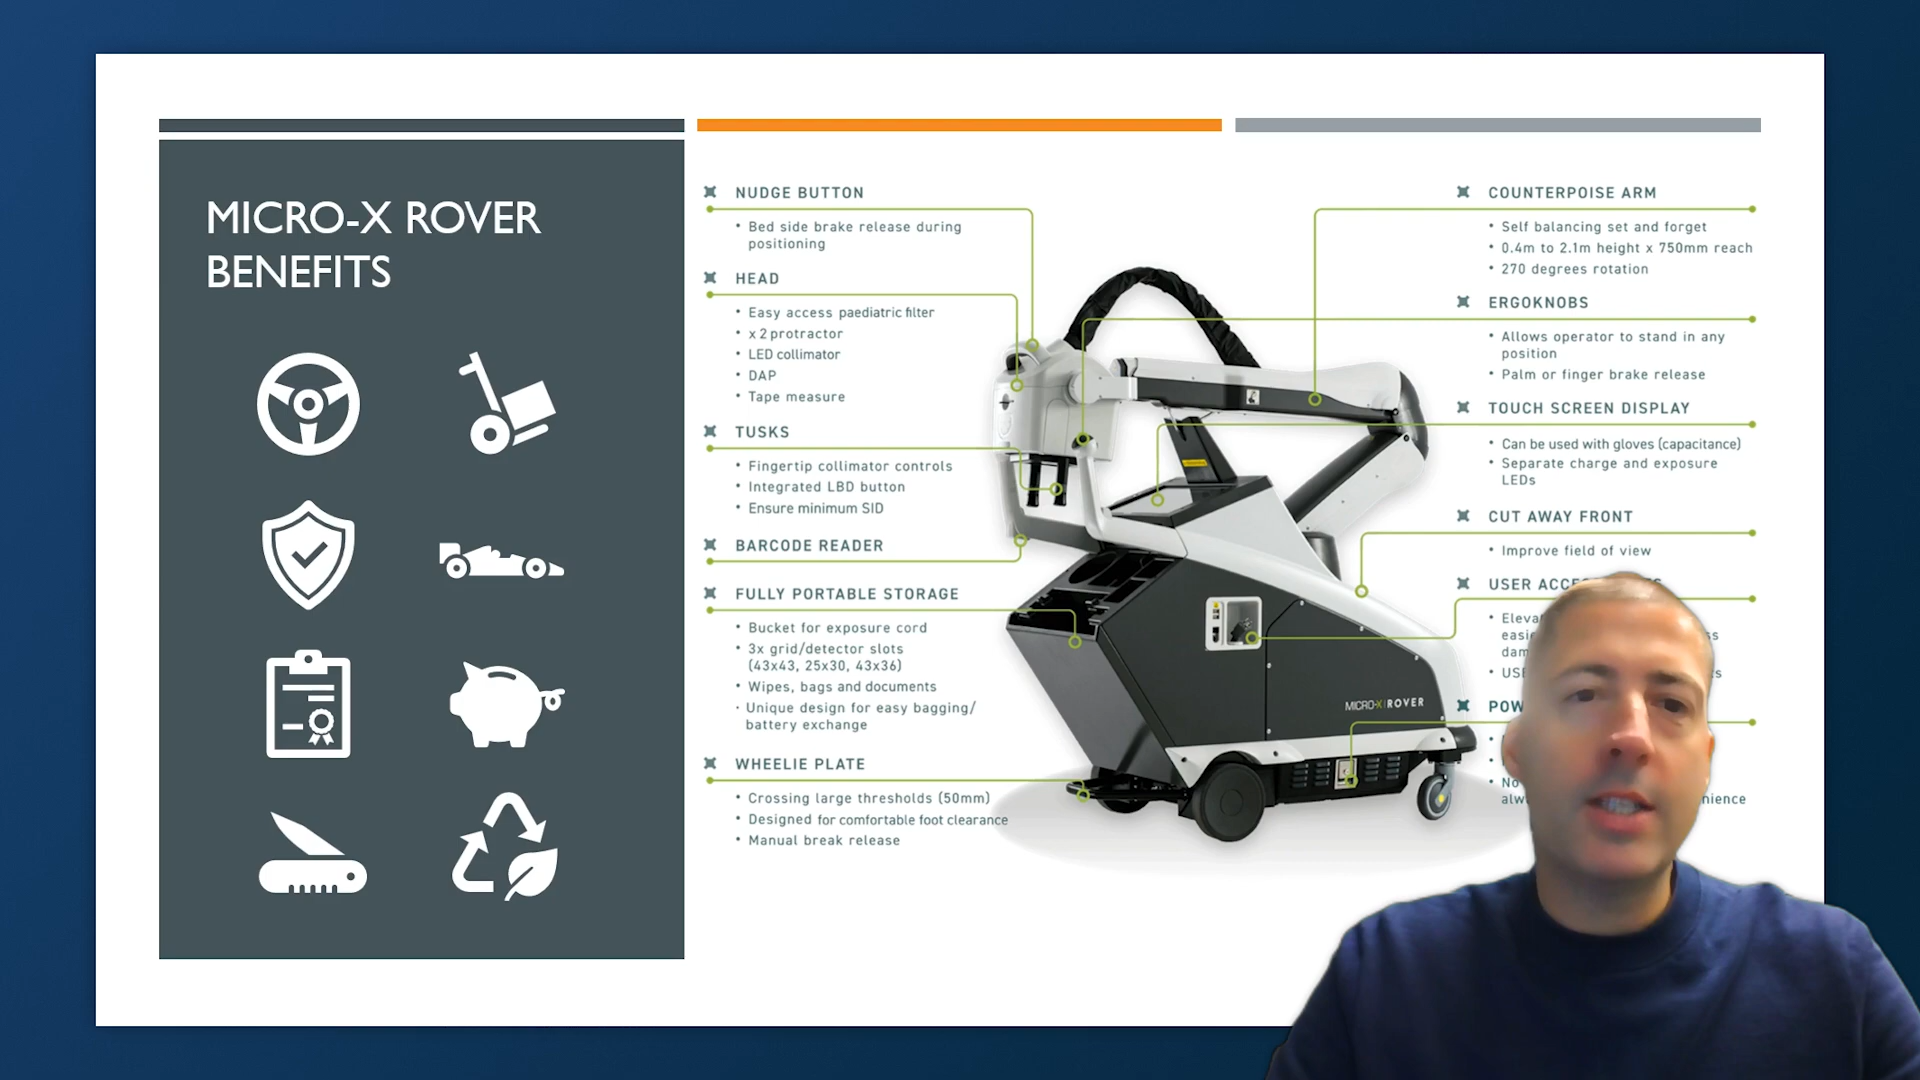 MICRO-X ROVER
BENEFITS
NUDGE BUTTON
• Bed side brake release during
positioning
HEAD
• Easy access paediatric filter
• x 2 protractor
• LED collimator
• DAP
• Tape measure
TUSKS
• Fingertip collimator controls
• Integrated LBD button
• Ensure minimum SID
BARCODE READER
FULLY PORTABLE STORAGE
• Bucket for exposure cord
• 3x grid/detector slots
(43x43, 25x30, 43x36)
• Wipes, bags and documents
• Unique design for easy bagging/
battery exchange
WHEELIE PLATE
• Crossing large thresholds (50mm)
• Designed for comfortable foot clearance
• Manual break release
COUNTERPOISE ARM
• Self balancing set and forget
• 0.4m to 2.1m height x 750mm reach
• 270 degrees rotation
ERGOKNOBS
• Allows operator to stand in any
position
• Palm or finger brake release
TOUCH SCREEN DISPLAY
• Can be used with gloves (capacitance)
• Separate charge and exposure
LEDs
CUT AWAY FRONT
• Improve field of view
USER
• No
MICRO-X|ROVER